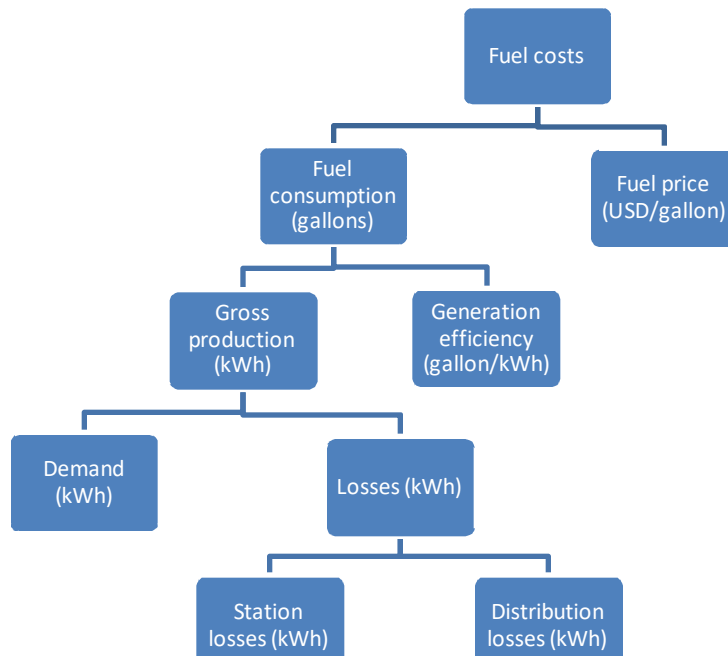 Fuel costs
Fuel
consumption
(gallons)
Fuel price
(USD/gallon)
Gross
production
(kWh)
Generation
efficiency
(gallon/kWh)
Demand
(kWh)
Losses (kWh)
Station
losses (kWh)
Distribution
losses (kWh)